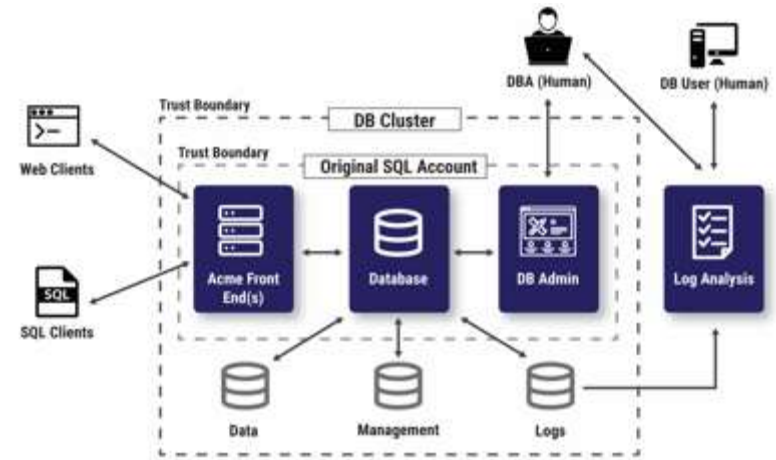 DBA (Human)
DB User (Human)
Trust Boundary
DB Cluster
Web Clients
Trust Boundary
Original SQL Account
Acme Front
End(s)
Database
DB Admin
Log Analysis
SQL
SQL Clients
Data
Management
Logs